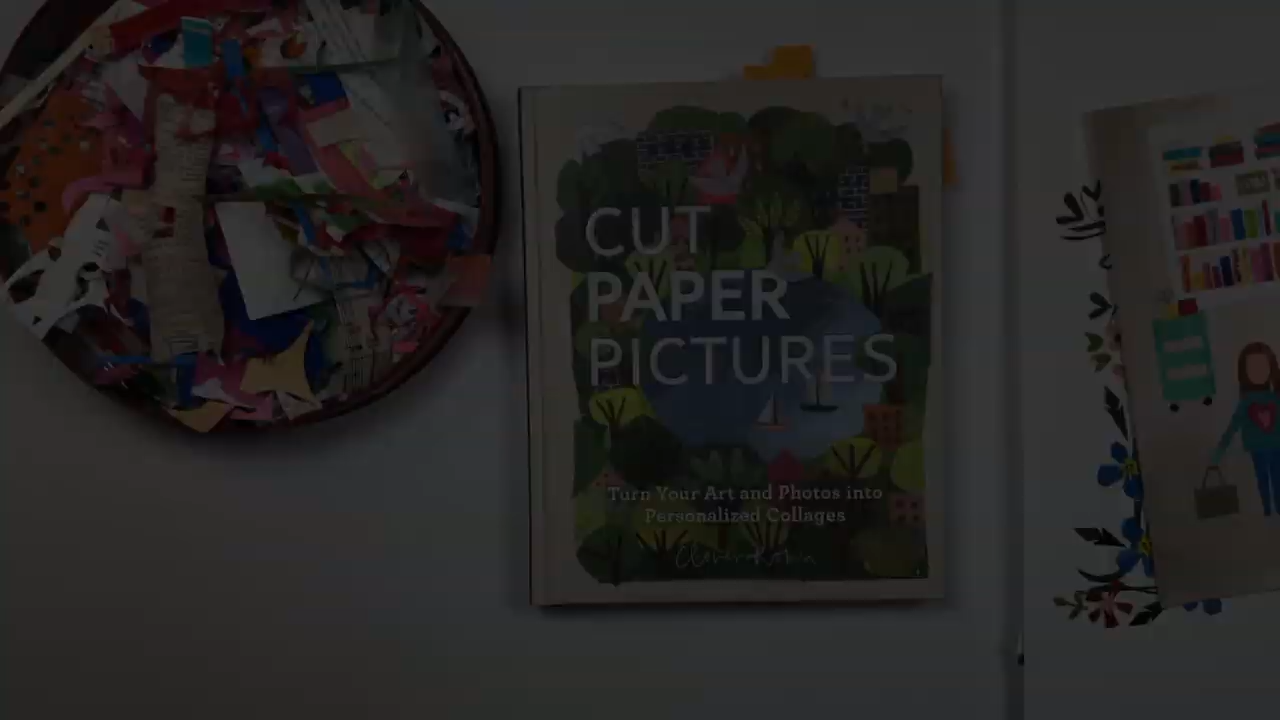 CUT
PAPER
PICTURES
Turn Your Art and Photos into
Personalized Collages